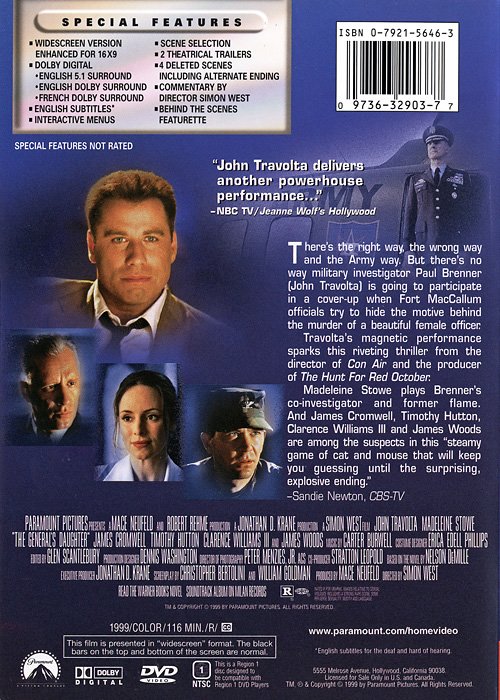 SPECIAL FEATURES
▪ WIDESCREEN VERSION
ENHANCED FOR 16X9
▪ DOLBY DIGITAL
•ENGLISH 5.1 SURROUND
•ENGLISH DOLBY SURROUND
•FRENCH DOLBY SURROUND
▪ ENGLISH SUBTITLES*
▪ INTERACTIVE MENUS
▪ SCENE SELECTION
▪ 2 THEATRICAL TRAILERS
▪ 4 DELETED SCENES
INCLUDING ALTERNATE ENDING
▪ COMMENTARY BY
DIRECTOR SIMON WEST
▪ BEHIND THE SCENES
FEATURETTE
ISBN 0-7921-5646-3
0 9736-32903-7 7
SPECIAL FEATURES NOT RATED
“John Travolta delivers
another powerhouse
performance...”
–NBC TV/Jeanne Wolf's Hollywood
There's the right way, the wrong way
and the Army way. But there's no
way military investigator Paul Brenner
(John Travolta) is going to participate
in a cover-up when Fort MacCallum
officials try to hide the motive behind
the murder of a beautiful female officer.
Travolta's magnetic performance
sparks this riveting thriller from the
director of Con Air and the producer
of The Hunt For Red October.
Madeleine Stowe plays Brenner's
co-investigator and former flame.
And James Cromwell, Timothy Hutton,
Clarence Williams III and James Woods
are among the suspects in this “steamy
game of cat and mouse that will keep
you guessing until the surprising,
explosive ending.”
–Sandie Newton, CBS-TV
PARAMOUNT PICTURES PRESENTS A MACE NEUFELD AND ROBERT REHME PRODUCTION A JONATHAN D. KRANE PRODUCTION A SIMON WEST FILM JOHN TRAVOLTA MADELEINE STOWE
"THE GENERAL'S DAUGHTER" JAMES CROMWELL TIMOTHY HUTTON CLARENCE WILLIAMS III AND JAMES WOODS MUSIC BY CARTER BURWELL COSTUME DESIGNER ERICA EDELL PHILLIPS
EDITED BY GLEN SCANTLEBURY PRODUCTION DESIGNER DENNIS WASHINGTON DIRECTOR OF PHOTOGRAPHY PETER MENZIES, JR. ACS CO-PRODUCER STRATTON LEOPOLD BASED ON THE NOVEL BY NELSON DEMILLE
EXECUTIVE PRODUCER JONATHAN D. KRANE SCREENPLAY BY CHRISTOPHER BERTOLINI AND WILLIAM GOLDMAN PRODUCED BY MACE NEUFELD DIRECTED BY SIMON WEST
READ THE WARNER BOOKS NOVEL SOUNDTRACK ALBUM ON MILAN RECORDS
R
TM & COPYRIGHT © 1999 BY PARAMOUNT PICTURES. ALL RIGHTS RESERVED.
1999/COLOR/116 MIN./R/ CC
This film is presented in "widescreen" format. The black
bars on the top and bottom of the screen are normal.
www.paramount.com/homevideo
*English subtitles for the deaf and hard of hearing.
Paramount
DOLBY
DIGITAL
DVD
VIDEO
1
NTSC
This is a Region 1
disc designed to
be compatible with
Region 1 DVD Players
5555 Melrose Avenue, Hollywood, California 90038.
Licensed for Sale Only in U.S. and Canada.
TM, ® & Copyright © 1999 by Paramount Pictures. All Rights Reserved.